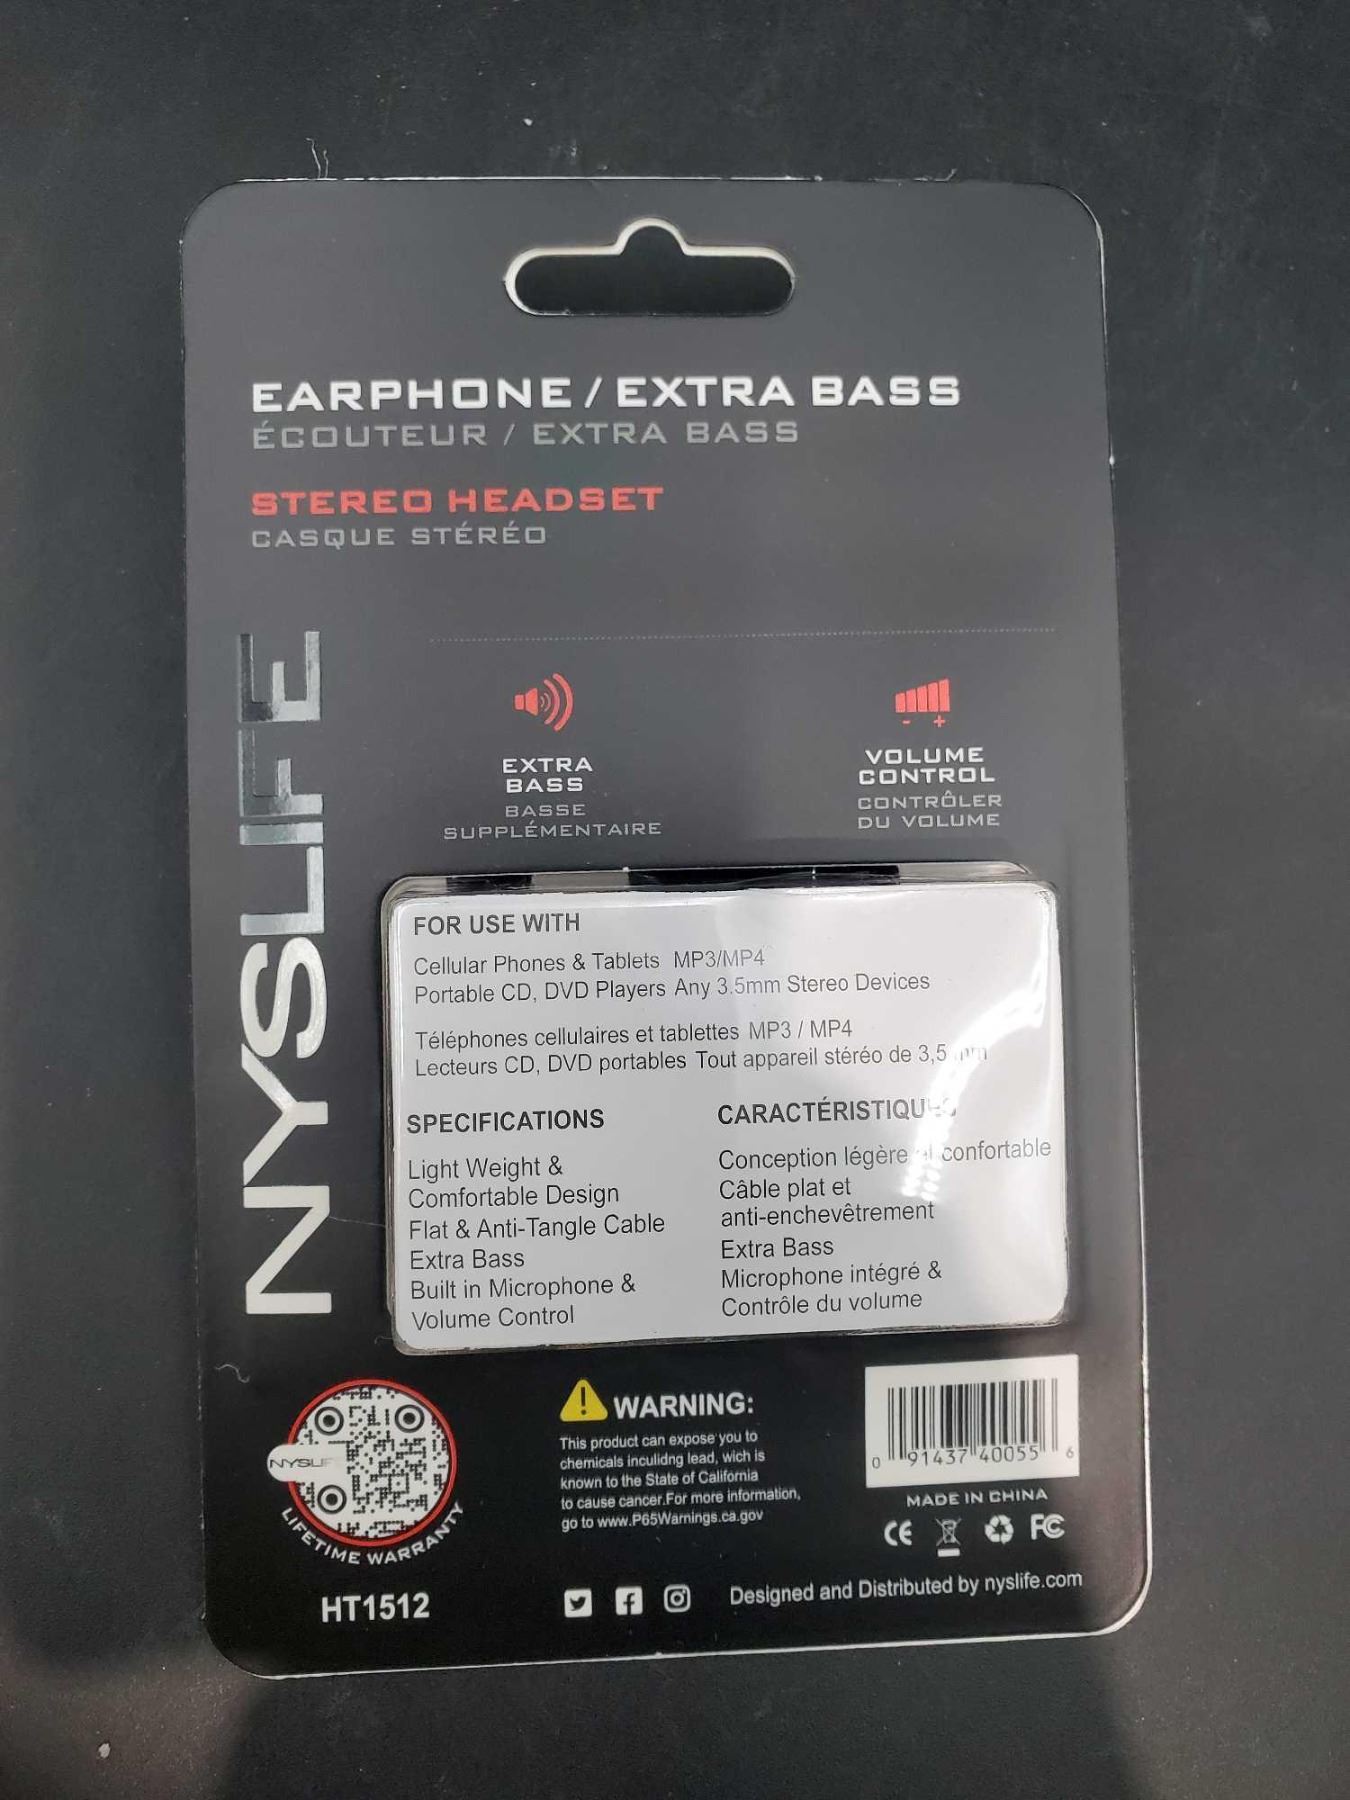 EARPHONE / EXTRA BASS
ÉCOUTEUR / EXTRA BASS
STEREO HEADSET
CASQUE STÉRÉO
NYSLIFE
EXTRA
BASS
BASSE
SUPPLÉMENTAIRE
VOLUME
CONTROL
CONTRÔLER
DU VOLUME
FOR USE WITH
Cellular Phones & Tablets MP3/MP4
Portable CD, DVD Players Any 3.5mm Stereo Devices
Téléphones cellulaires et tablettes MP3 / MP4
Lecteurs CD, DVD portables Tout appareil stéréo de 3,5 mm
SPECIFICATIONS
Light Weight &
Comfortable Design
Flat & Anti-Tangle Cable
Extra Bass
Built in Microphone &
Volume Control
CARACTÉRISTIQUES
Conception légère et confortable
Câble plat et
anti-enchevêtrement
Extra Bass
Microphone intégré &
Contrôle du volume
NYSLIFE
LIFETIME WARRANTY
HT1512
WARNING:
This product can expose you to
chemicals inculidng lead, wich is
known to the State of California
to cause cancer.For more information,
go to www.P65Warnings.ca.gov
0 91437 40055 6
MADE IN CHINA
CE FC
Designed and Distributed by nyslife.com